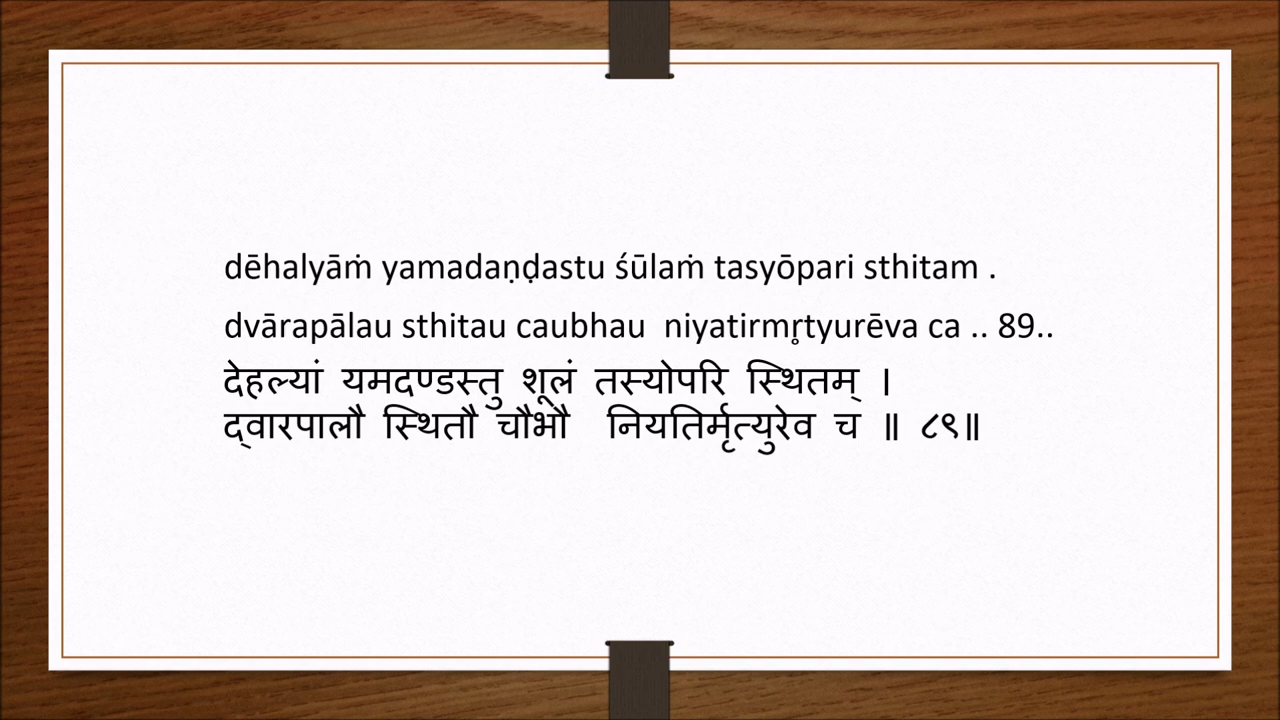 dēhalyāṁ yamadaṇḍastu śūlaṁ tasyōpari sthitam .
dvārapālau sthitau caubhau  niyatirmr̥tyurēva ca .. 89..
देहल्यां यमदण्डस्तु शूलं तस्योपरि स्थितम् ।
द्वारपालौ स्थितौ चौभौ  नियतिर्मृत्युरेव च ॥ ८९॥